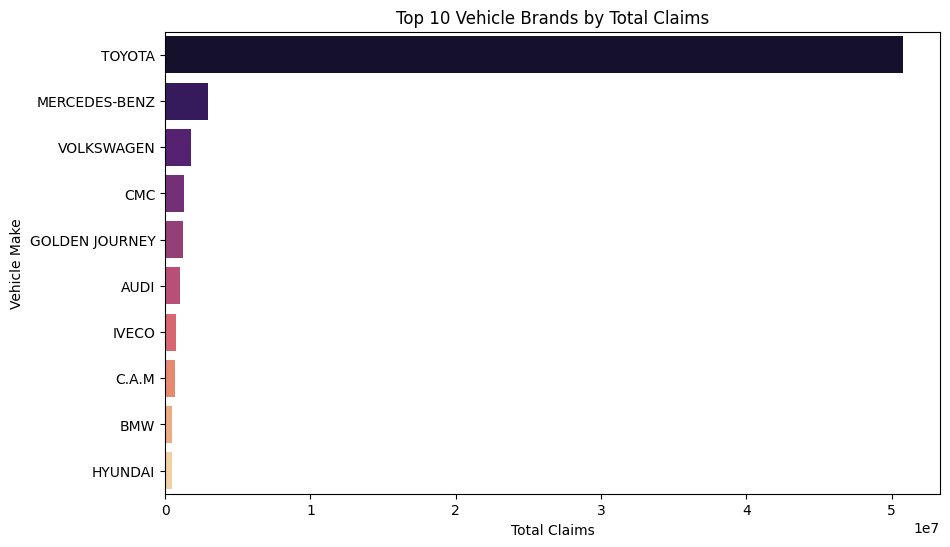 Top 10 Vehicle Brands by Total Claims
Vehicle Make
TOYOTA
MERCEDES-BENZ
VOLKSWAGEN
CMC
GOLDEN JOURNEY
AUDI
IVECO
C.A.M
BMW
HYUNDAI
0 1 2 3 4 5
1e7
Total Claims